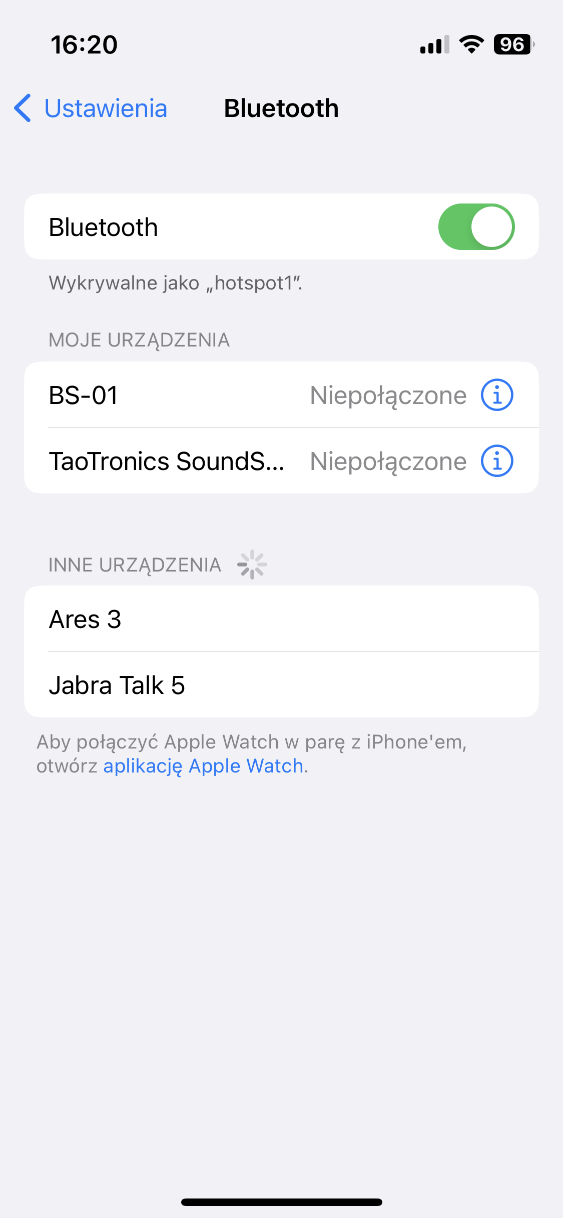 16:20
96
Ustawienia
Bluetooth
Bluetooth
Wykrywalne jako „hotspot1”.
MOJE URZĄDZENIA
BS-01 Niepołączone
TaoTronics SoundS... Niepołączone
INNE URZĄDZENIA
Ares 3
Jabra Talk 5
Aby połączyć Apple Watch w parę z iPhone'em,
otwórz aplikację Apple Watch.